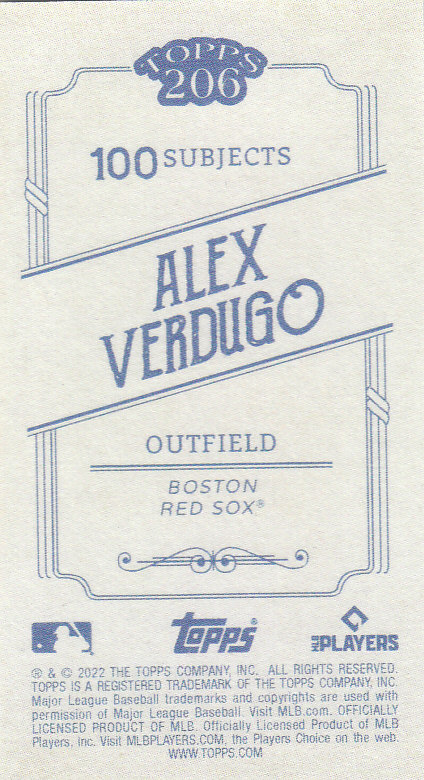 TOPPS
206
100 SUBJECTS
ALEX
VERDUGO
OUTFIELD
BOSTON
RED SOX®
topps®
MLB PLAYERS
® & © 2022 THE TOPPS COMPANY, INC. ALL RIGHTS RESERVED.
TOPPS IS A REGISTERED TRADEMARK OF THE TOPPS COMPANY, INC.
Major League Baseball trademarks and copyrights are used with
permission of Major League Baseball. Visit MLB.com. OFFICIALLY
LICENSED PRODUCT OF MLB. Officially Licensed Product of MLB
Players, Inc. Visit MLBPLAYERS.COM, the Players Choice on the web.
WWW.TOPPS.COM